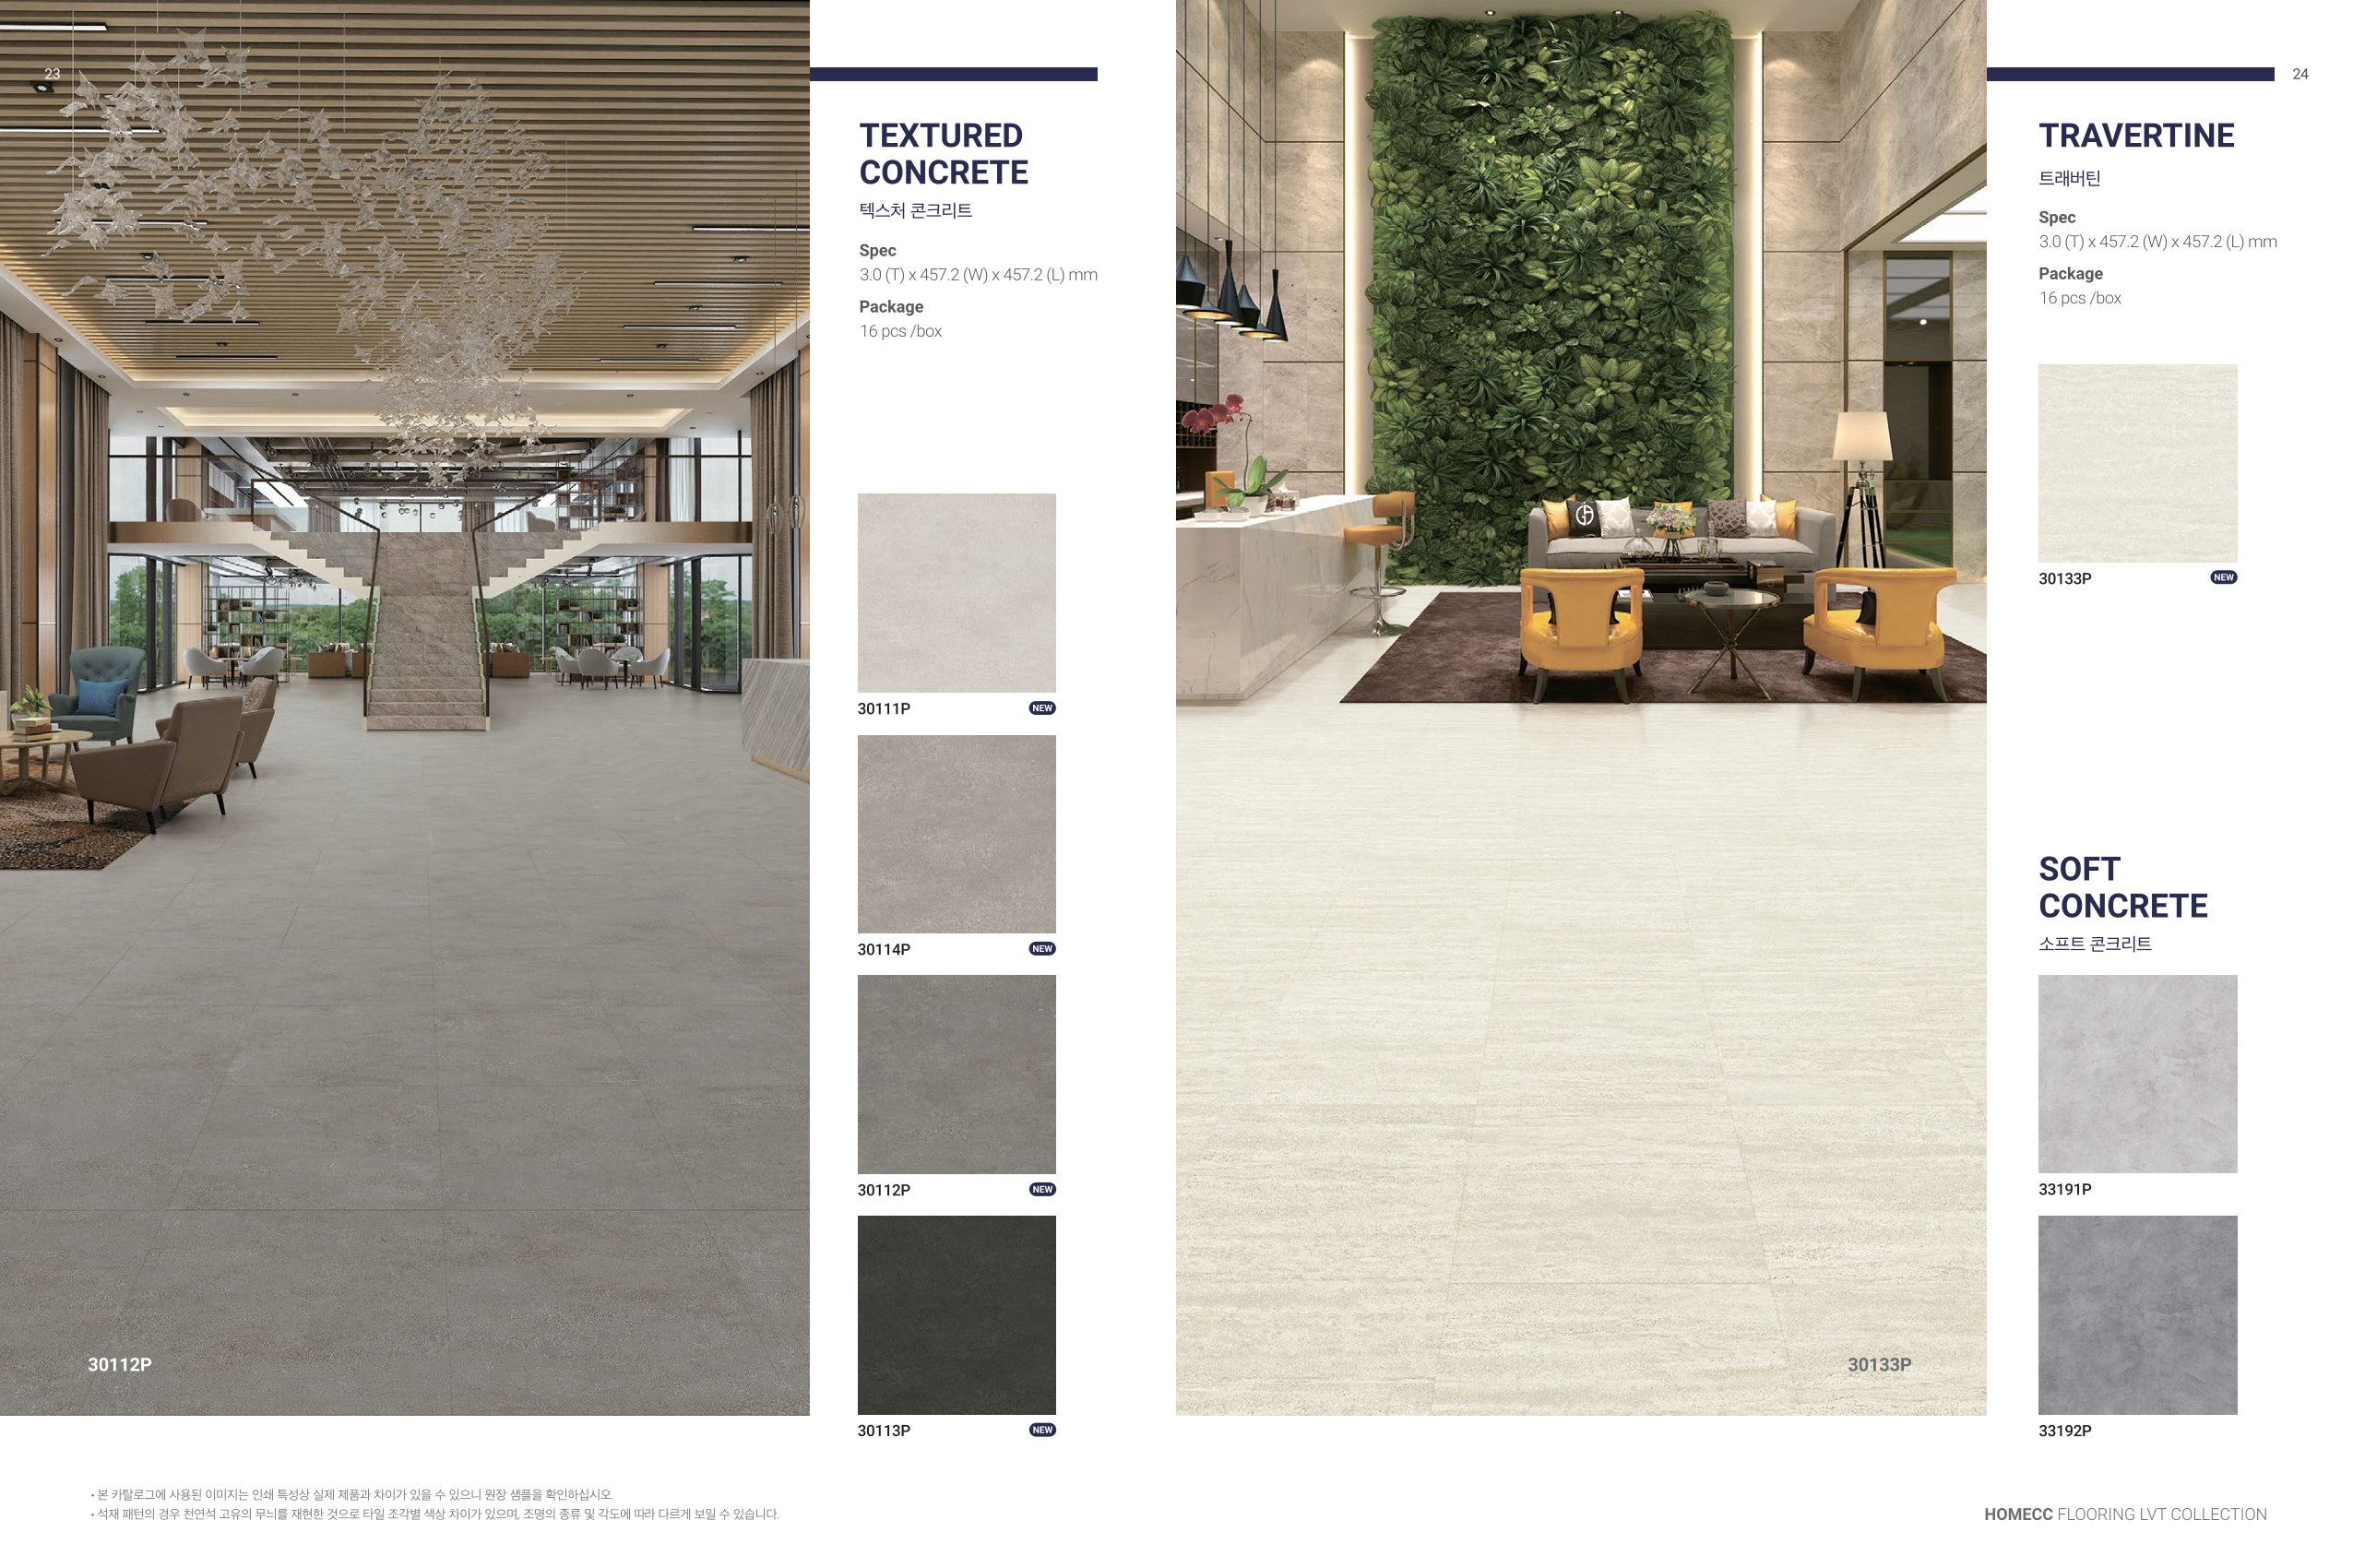 23
TEXTURED
CONCRETE
텍스처 콘크리트
Spec
3.0 (T) x 457.2 (W) x 457.2 (L) mm
Package
16 pcs /box
30111P
NEW
30114P
NEW
30112P
NEW
30113P
NEW
30112P
• 본 카탈로그에 사용된 이미지는 인쇄 특성상 실제 제품과 차이가 있을 수 있으니 원장 샘플을 확인하십시오.
• 석재 패턴의 경우 천연석 고유의 무늬를 재현한 것으로 타일 조각별 색상 차이가 있으며, 조명의 종류 및 각도에 따라 다르게 보일 수 있습니다.
24
TRAVERTINE
트래버틴
Spec
3.0 (T) x 457.2 (W) x 457.2 (L) mm
Package
16 pcs /box
30133P
NEW
SOFT
CONCRETE
소프트 콘크리트
33191P
33192P
30133P
HOMECC FLOORING LVT COLLECTION